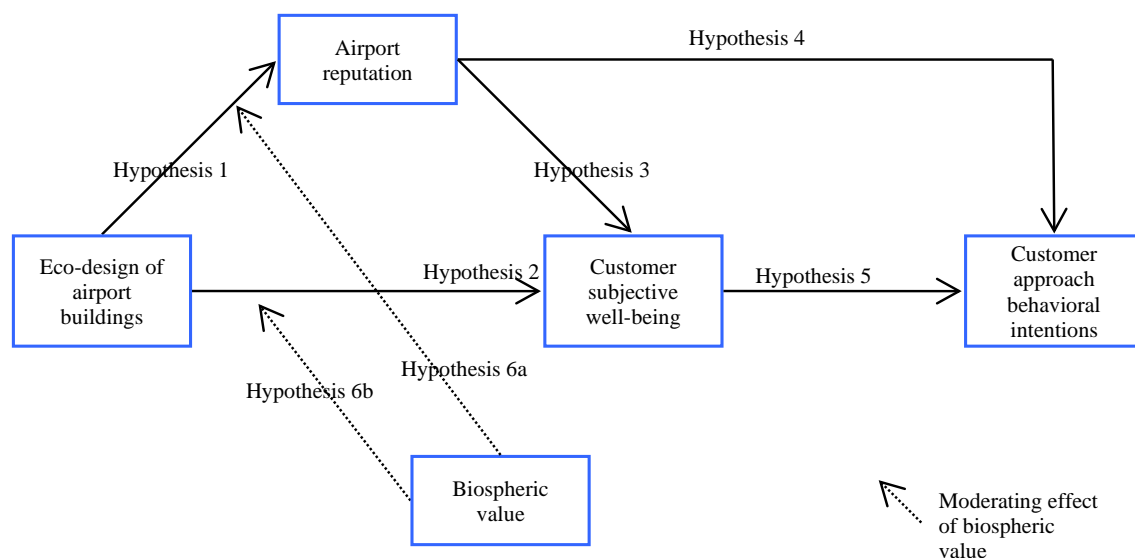 Airport
reputation
Hypothesis 4
Hypothesis 1
Hypothesis 3
Eco-design of
airport
buildings
Hypothesis 2
Customer
subjective
well-being
Hypothesis 5
Customer
approach
behavioral
intentions
Hypothesis 6a
Hypothesis 6b
Biospheric
value
Moderating effect
of biospheric
value